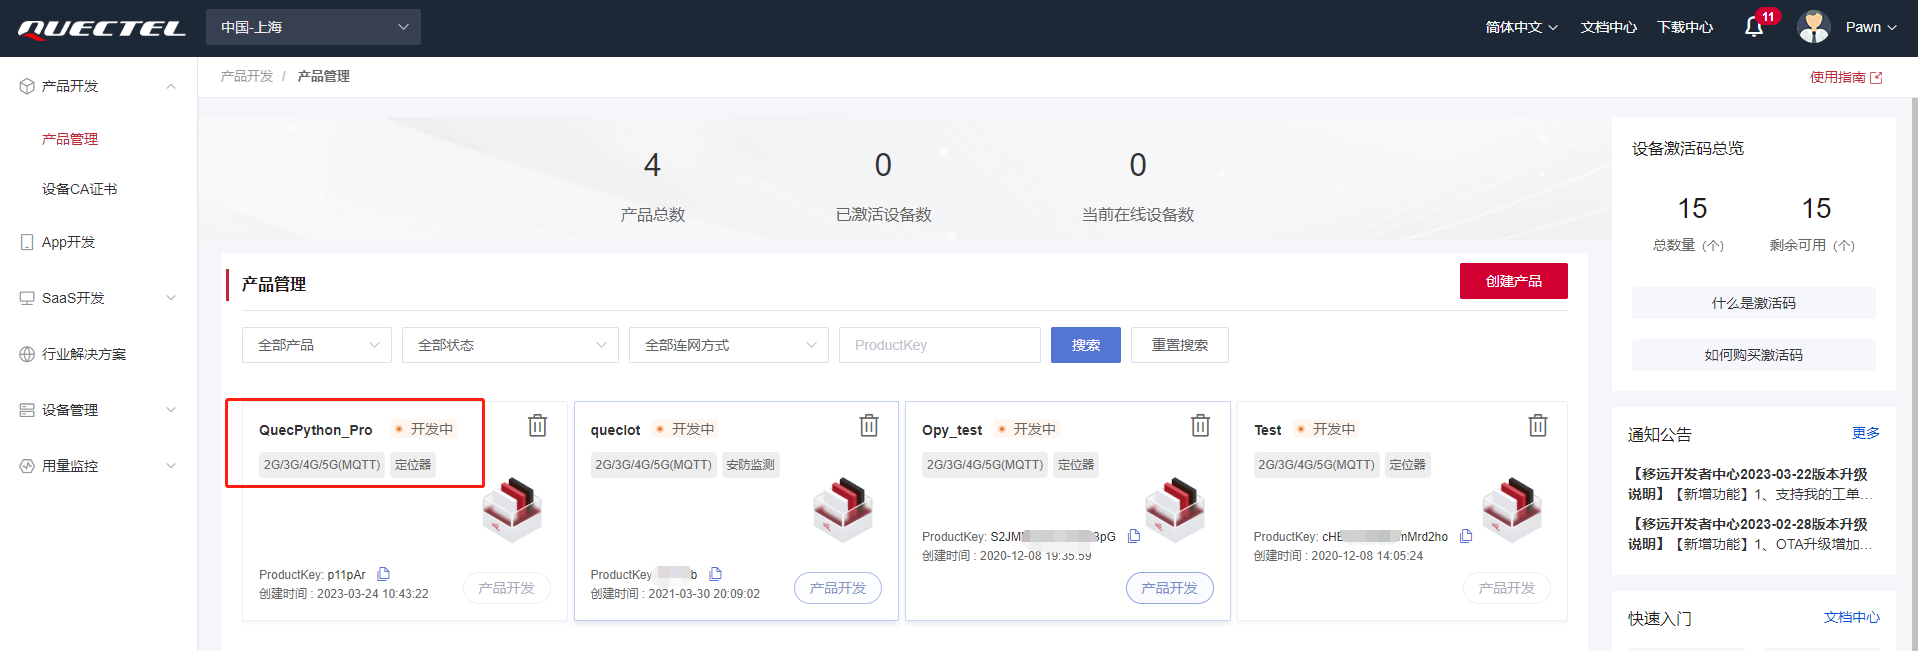 QUECTEL
中国-上海
简体中文
文档中心
下载中心
11
Pawn
产品开发
产品管理
设备CA证书
App开发
SaaS开发
行业解决方案
设备管理
用量监控
产品开发 / 产品管理
使用指南
4
产品总数
0
已激活设备数
0
当前在线设备数
产品管理
创建产品
全部产品
全部状态
全部连网方式
ProductKey
搜索
重置搜索
QuecPython_Pro 开发中
2G/3G/4G/5G(MQTT) 定位器
ProductKey: p11pAr
创建时间 : 2023-03-24 10:43:22
产品开发
queclot 开发中
2G/3G/4G/5G(MQTT) 安防监测
ProductKey b
创建时间 : 2021-03-30 20:09:02
产品开发
Opy_test 开发中
2G/3G/4G/5G(MQTT) 定位器
ProductKey: S2JM pG
创建时间 : 2020-12-08 19:35:59
产品开发
Test 开发中
2G/3G/4G/5G(MQTT) 定位器
ProductKey: cH Mrd2ho
创建时间 : 2020-12-08 14:05:24
产品开发
设备激活码总览
15
总数量（个）
15
剩余可用（个）
什么是激活码
如何购买激活码
通知公告
更多
【移远开发者中心2023-03-22版本升级
说明】【新增功能】1、支持我的工单...
【移远开发者中心2023-02-28版本升级
说明】【新增功能】1、OTA升级增加...
快速入门
文档中心